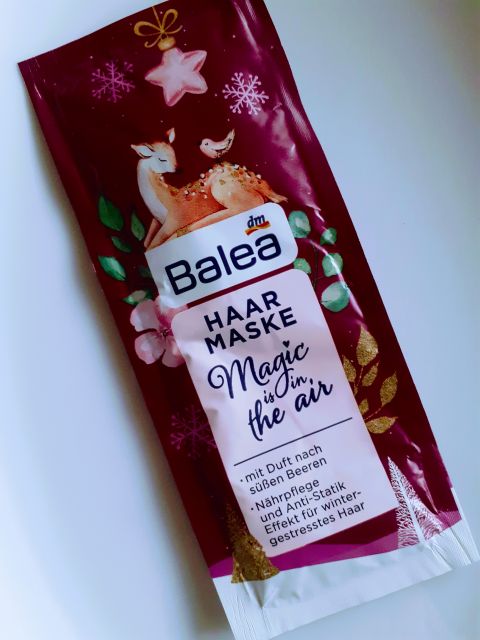 dm
Balea
HAAR
MASKE
Magic
is in
the air
· mit Duft nach
süßen Beeren
· Nährpflege
und Anti-Statik
Effekt für winter-
gestresstes Haar